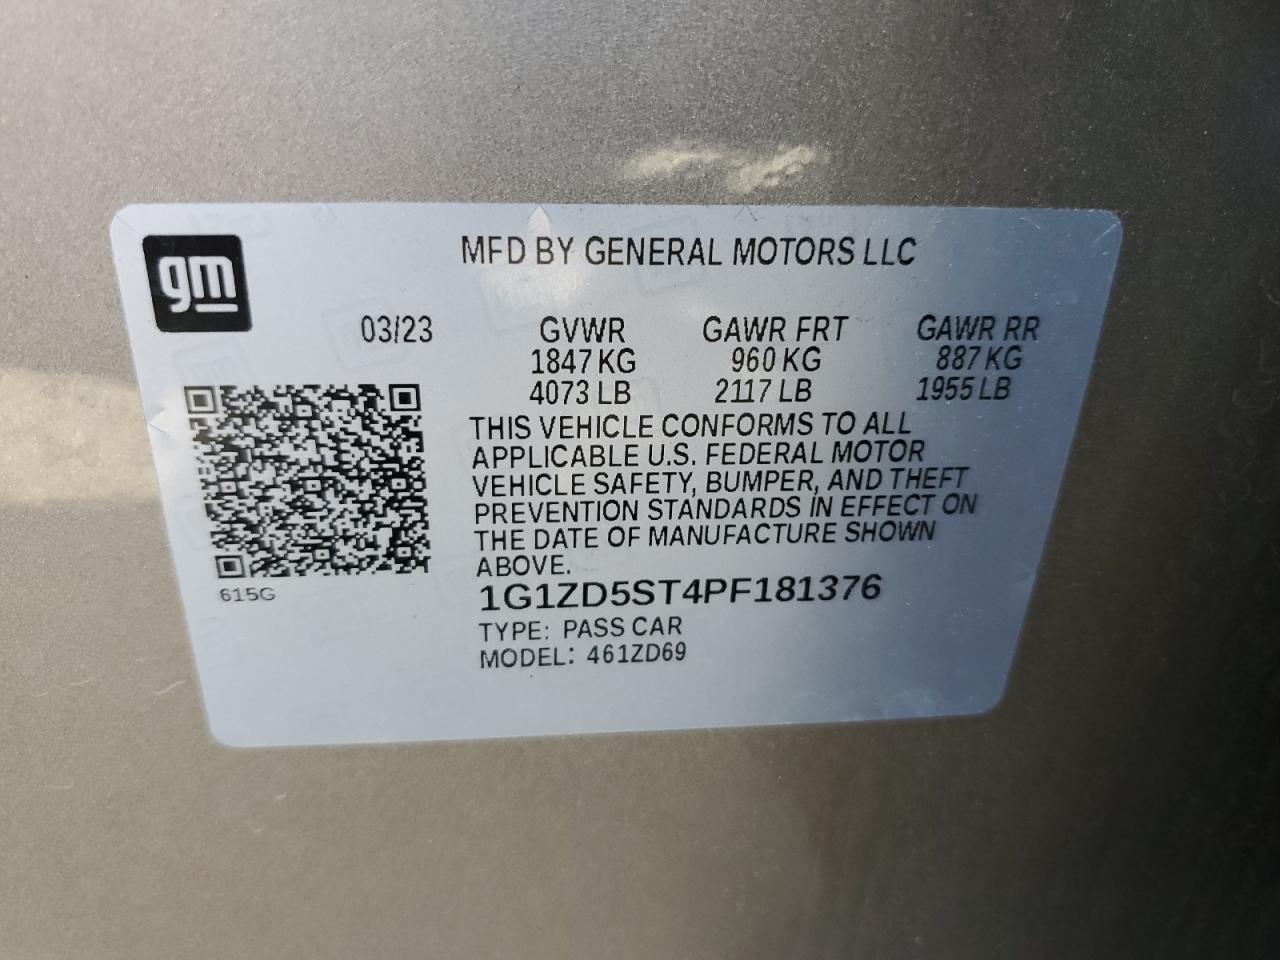 gm
MFD BY GENERAL MOTORS LLC
03/23 GVWR GAWR FRT GAWR RR
1847 KG 960 KG 887 KG
4073 LB 2117 LB 1955 LB
THIS VEHICLE CONFORMS TO ALL
APPLICABLE U.S. FEDERAL MOTOR
VEHICLE SAFETY, BUMPER, AND THEFT
PREVENTION STANDARDS IN EFFECT ON
THE DATE OF MANUFACTURE SHOWN
ABOVE.
615G
1G1ZD5ST4PF181376
TYPE: PASS CAR
MODEL: 461ZD69